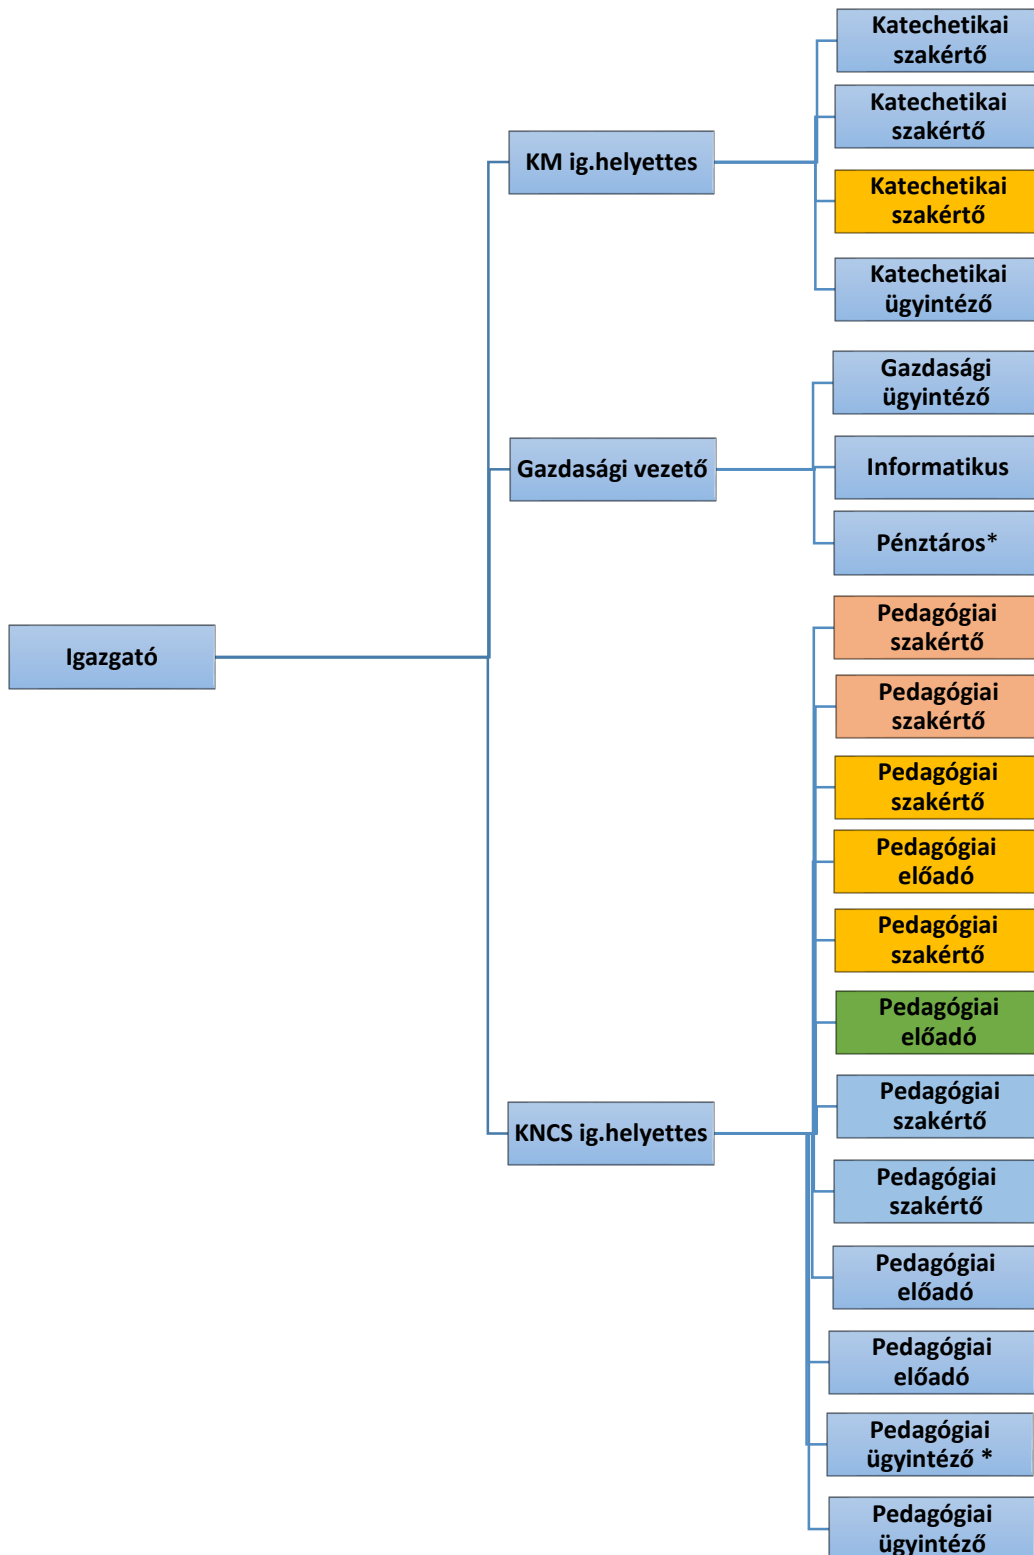 Katechetikai
szakértő
Katechetikai
szakértő
KM ig.helyettes
Katechetikai
szakértő
Katechetikai
ügyintéző
Gazdasági
ügyintéző
Gazdasági vezető
Informatikus
Pénztáros*
Igazgató
Pedagógiai
szakértő
Pedagógiai
szakértő
Pedagógiai
szakértő
Pedagógiai
előadó
Pedagógiai
szakértő
Pedagógiai
előadó
KNCS ig.helyettes
Pedagógiai
szakértő
Pedagógiai
szakértő
Pedagógiai
előadó
Pedagógiai
előadó
Pedagógiai
ügyintéző *
Pedagógiai
ügyintéző